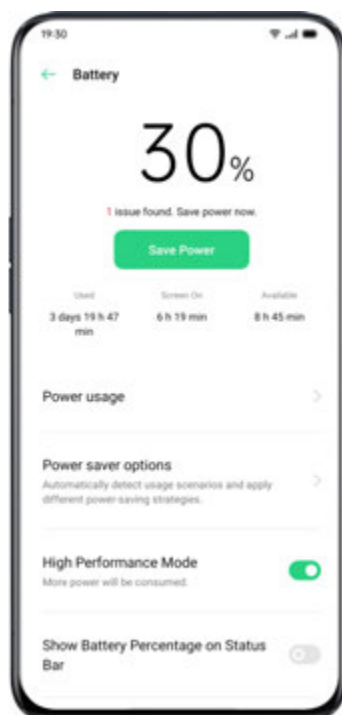 19:30
Battery
30%
1 issue found. Save power now.
Save Power
Used Screen On Available
3 days 19 h 47 6 h 19 min 8 h 45 min
min
Power usage
Power saver options
Automatically detect usage scenarios and apply
different power-saving strategies.
High Performance Mode
More power will be consumed.
Show Battery Percentage on Status
Bar